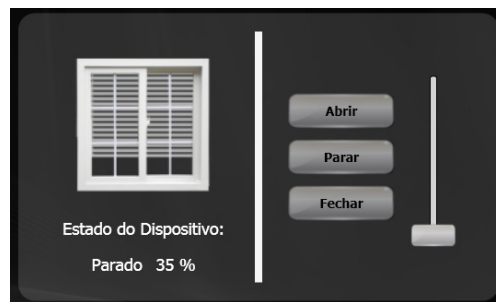 Estado do Dispositivo:
Parado 35 %
Abrir
Parar
Fechar